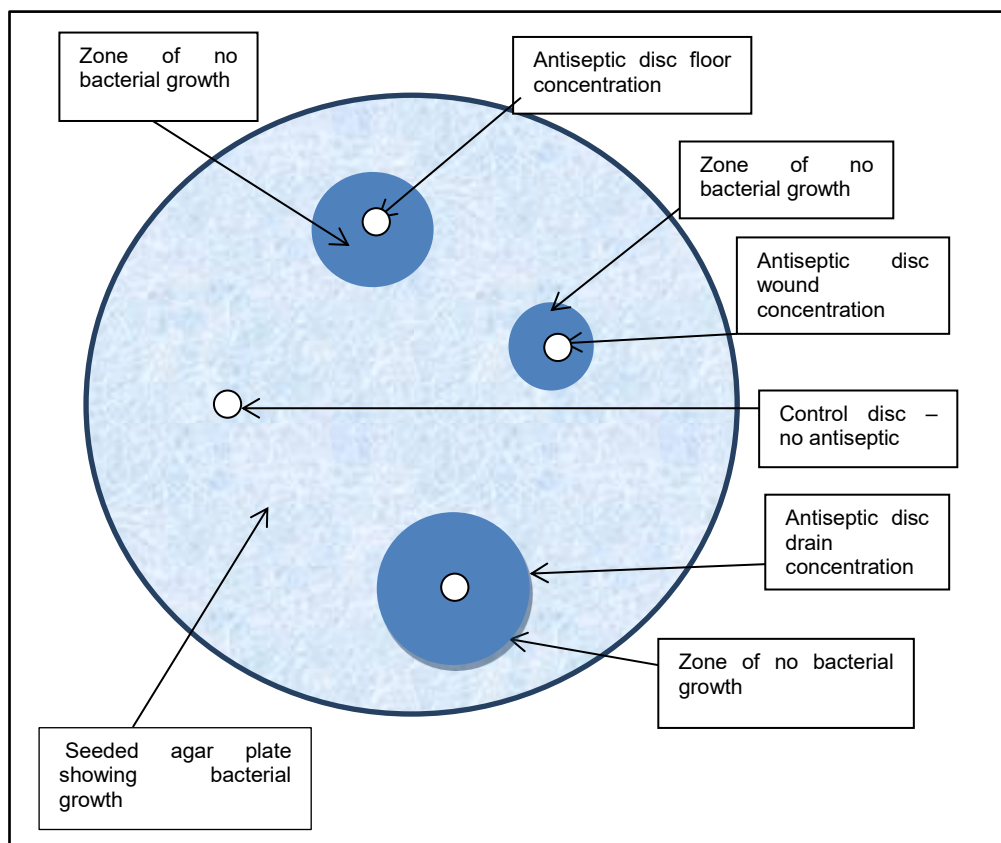 Zone of no
bacterial growth
Antiseptic disc floor
concentration
Zone of no
bacterial growth
Antiseptic disc
wound
concentration
Control disc –
no antiseptic
Antiseptic disc
drain
concentration
Zone of no bacterial
growth
Seeded agar plate
showing bacterial
growth